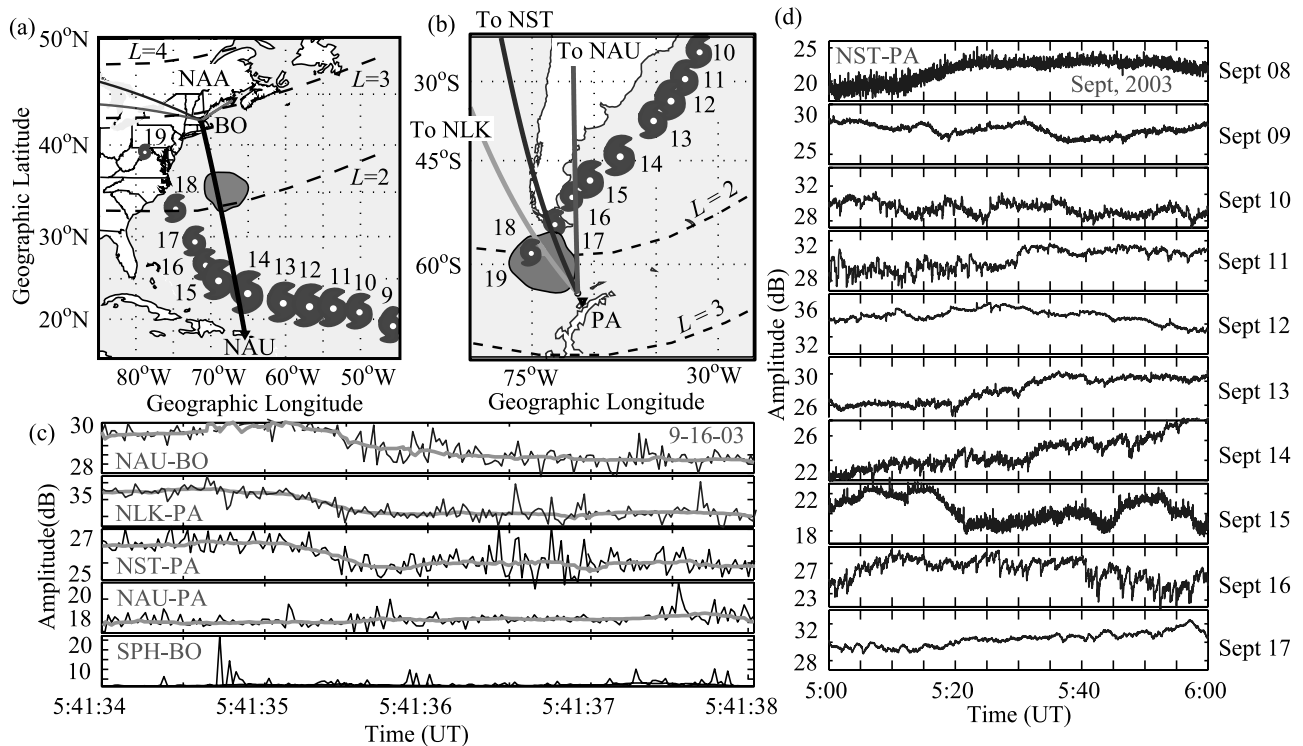 (a)
50°N
L=4
NAA
L=3
BO
40°N
19
L=2
18
30°N
17
16
15
14
13
12
11
10
9
20°N
NAU
80°W
70°W
60°W
50°W
Geographic Longitude
Geographic Latitude
(b)
To NST
To NAU
10
30°S
11
12
To NLK
13
45°S
14
15
16
L = 2
17
18
60°S
19
PA
L = 3
75°W
30°W
Geographic Longitude
(c)
30
9-16-03
28
NAU-BO
35
NLK-PA
27
25
NST-PA
20
NAU-PA
18
20
SPH-BO
10
Amplitude(dB)
5:41:34
5:41:35
5:41:36
5:41:37
5:41:38
Time (UT)
(d)
25
NST-PA
20
Sept, 2003
Sept 08
30
25
Sept 09
32
28
Sept 10
32
28
Sept 11
36
32
Sept 12
30
26
Sept 13
26
22
Sept 14
22
18
Sept 15
27
23
Sept 16
32
28
Sept 17
Amplitude (dB)
5:00
5:20
5:40
6:00
Time (UT)